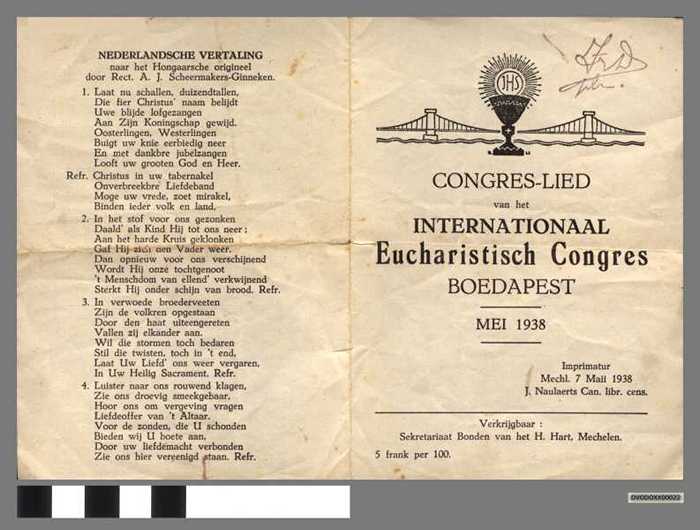 NEDERLANDSCHE VERTALING
naar het Hongaarsche origineel
door Rect. A. J. Scheermakers-Ginneken.
1. Laat nu schallen, duizendtallen,
Die fier Christus' naam belijdt
Uwe blijde lofgezangen
Aan Zijn Koningschap gewijd.
Oosterlingen, Westerlingen
Buigt uw knie eerbiedig neer
En met dankbre jubelzangen
Looft uw grooten God en Heer.
Refr. Christus in uw tabernakel
Onverbreekbre Liefdeband
Moge uw vrede, zoet mirakel,
Binden ieder volk en land.
2. In het stof voor ons gezonken
Daald' als Kind Hij tot ons neer;
Aan het harde Kruis geklonken
Gaf Hij zich den Vader weer.
Dan opnieuw voor ons verschijnend
Wordt Hij onze tochtgenoot
't Menschdom van ellend' verkwijnend
Sterkt Hij onder schijn van brood. Refr.
3. In verwoede broederveeten
Zijn de volkren opgestaan
Door den haat uiteengereten
Vallen zij elkander aan.
Wil die stormen toch bedaren
Stil die twisten, toch in 't end,
Laat Uw Liefd' ons weer vergaren,
In Uw Heilig Sacrament. Refr.
4. Luister naar ons rouwend klagen,
Zie ons droevig smeekgebaar,
Hoor ons om vergeving vragen
Liefdeoffer van 't Altaar.
Voor de zonden, die U schonden
Bieden wij U boete aan,
Door uw liefdemacht verbonden
Zie ons hier vereenigd staan. Refr.
JHS
CONGRES-LIED
van het
INTERNATIONAAL
Eucharistisch Congres
BOEDAPEST
MEI 1938
Imprimatur
Mechl. 7 Maii 1938
J. Naulaerts Can. libr. cens.
Verkrijgbaar :
Sekretariaat Bonden van het H. Hart, Mechelen.
5 frank per 100.
DVODOXX00022